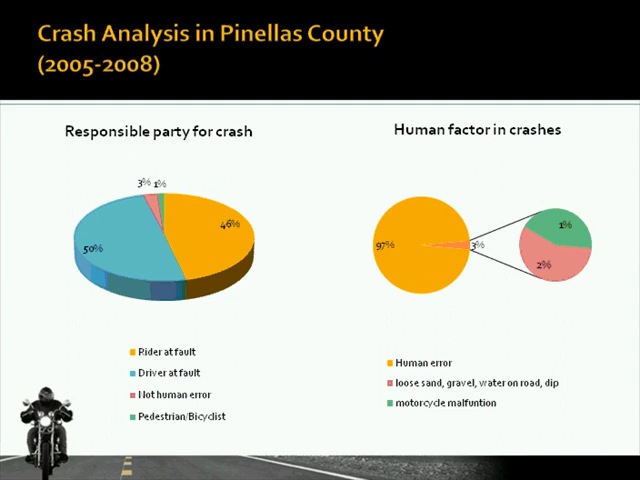 Crash Analysis in Pinellas County
(2005-2008)
Responsible party for crash
3% 1%
46%
50%
Rider at fault
Driver at fault
Not human error
Pedestrian/Bicyclist
Human factor in crashes
1%
97%
3%
2%
Human error
loose sand, gravel, water on road, dip
motorcycle malfuntion